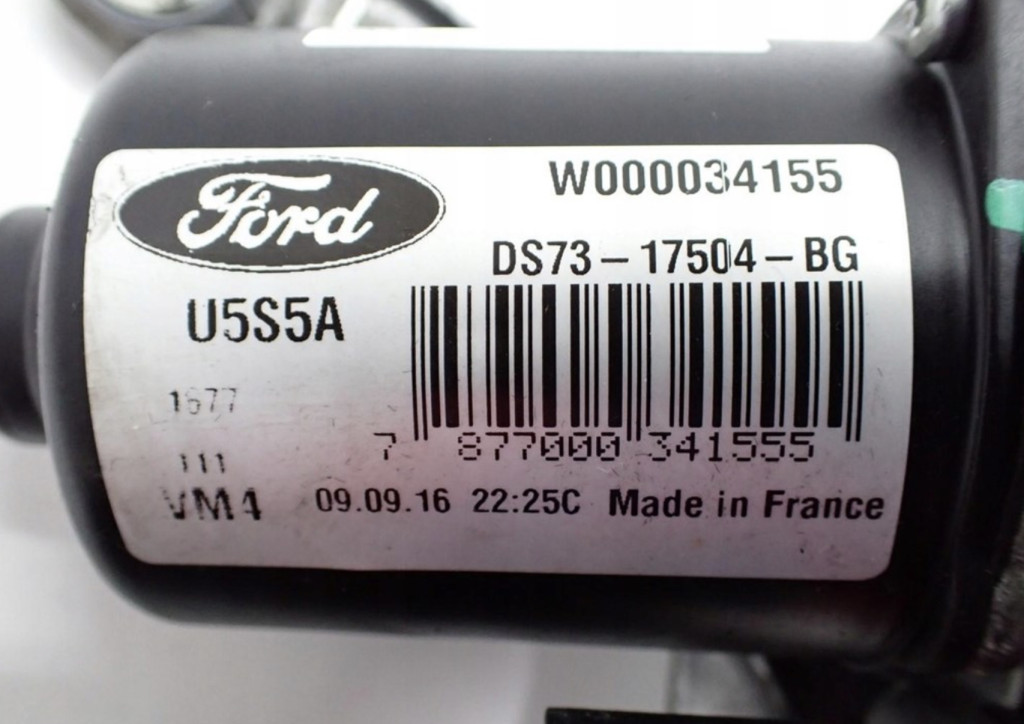 Ford
W000034155
DS73-17504-BG
U5S5A
1677
7 877000 341555
111
VM4 09.09.16 22:25C Made in France